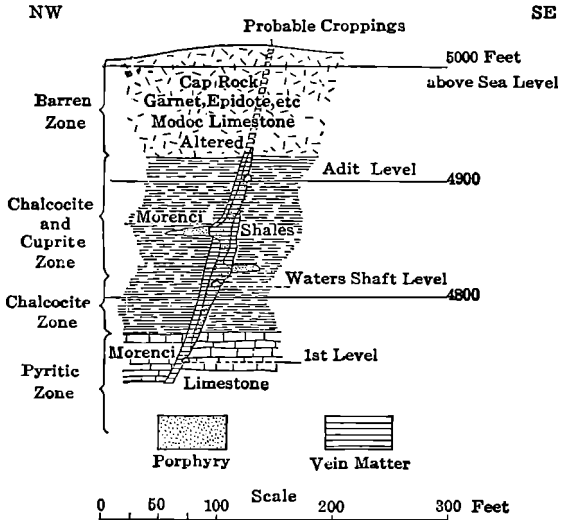 NW
SE
Probable Croppings
5000 Feet
above Sea Level
Cap Rock
Garnet, Epidote, etc
Modoc Limestone
Altered
Barren
Zone
Adit Level
4900
Chalcocite
and
Cuprite
Zone
Morenci
Shales
Waters Shaft Level
4800
Chalcocite
Zone
Morenci
1st Level
Pyritic
Zone
Limestone
Porphyry
Vein Matter
Scale
0 50 100 200 300 Feet